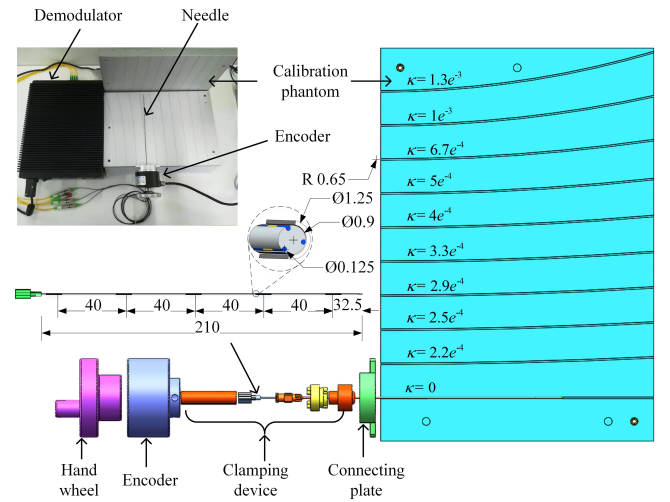 Demodulator
Needle
Calibration
phantom
Encoder
κ= 1.3e⁻³
κ= 1e⁻³
κ= 6.7e⁻⁴
κ= 5e⁻⁴
κ= 4e⁻⁴
κ= 3.3e⁻⁴
κ= 2.9e⁻⁴
κ= 2.5e⁻⁴
κ= 2.2e⁻⁴
κ= 0
R 0.65
Ø1.25
Ø0.9
Ø0.125
40 40 40 40 32.5
210
Hand
wheel
Encoder
Clamping
device
Connecting
plate